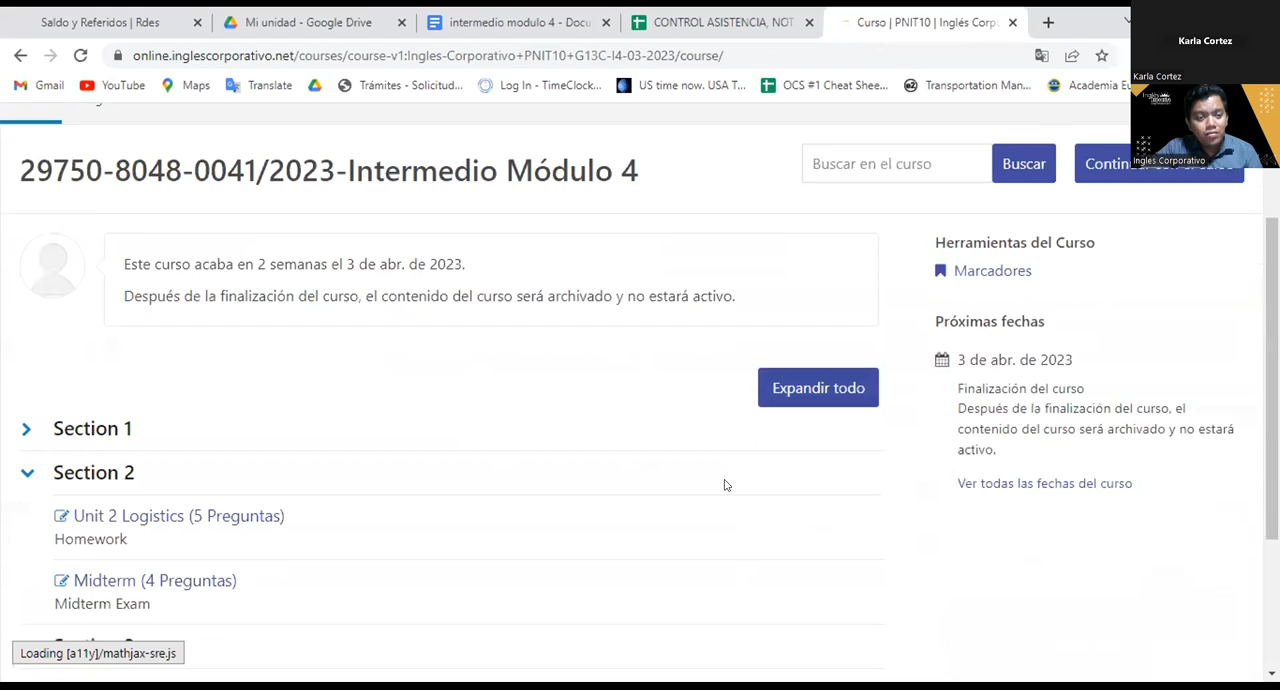 Saldo y Referidos | Rdes
Mi unidad - Google Drive
intermedio modulo 4 - Docu
CONTROL ASISTENCIA, NOT
Curso | PNIT10 | Inglés Corp
online.inglescorporativo.net/courses/course-v1:Ingles-Corporativo+PNIT10+G13C-I4-03-2023/course/
Gmail
YouTube
Maps
Translate
Trámites - Solicitud...
Log In - TimeClock...
US time now. USA T...
OCS #1 Cheat Shee...
Transportation Man...
Academia Eu
Karla Cortez
Karla Cortez
Ingles Corporativo
29750-8048-0041/2023-Intermedio Módulo 4
Buscar en el curso
Buscar
Este curso acaba en 2 semanas el 3 de abr. de 2023.
Después de la finalización del curso, el contenido del curso será archivado y no estará activo.
Herramientas del Curso
Marcadores
Próximas fechas
3 de abr. de 2023
Finalización del curso
Después de la finalización del curso, el
contenido del curso será archivado y no estará
activo.
Ver todas las fechas del curso
Expandir todo
Section 1
Section 2
Unit 2 Logistics (5 Preguntas)
Homework
Midterm (4 Preguntas)
Midterm Exam
Loading [a11y]/mathjax-sre.js